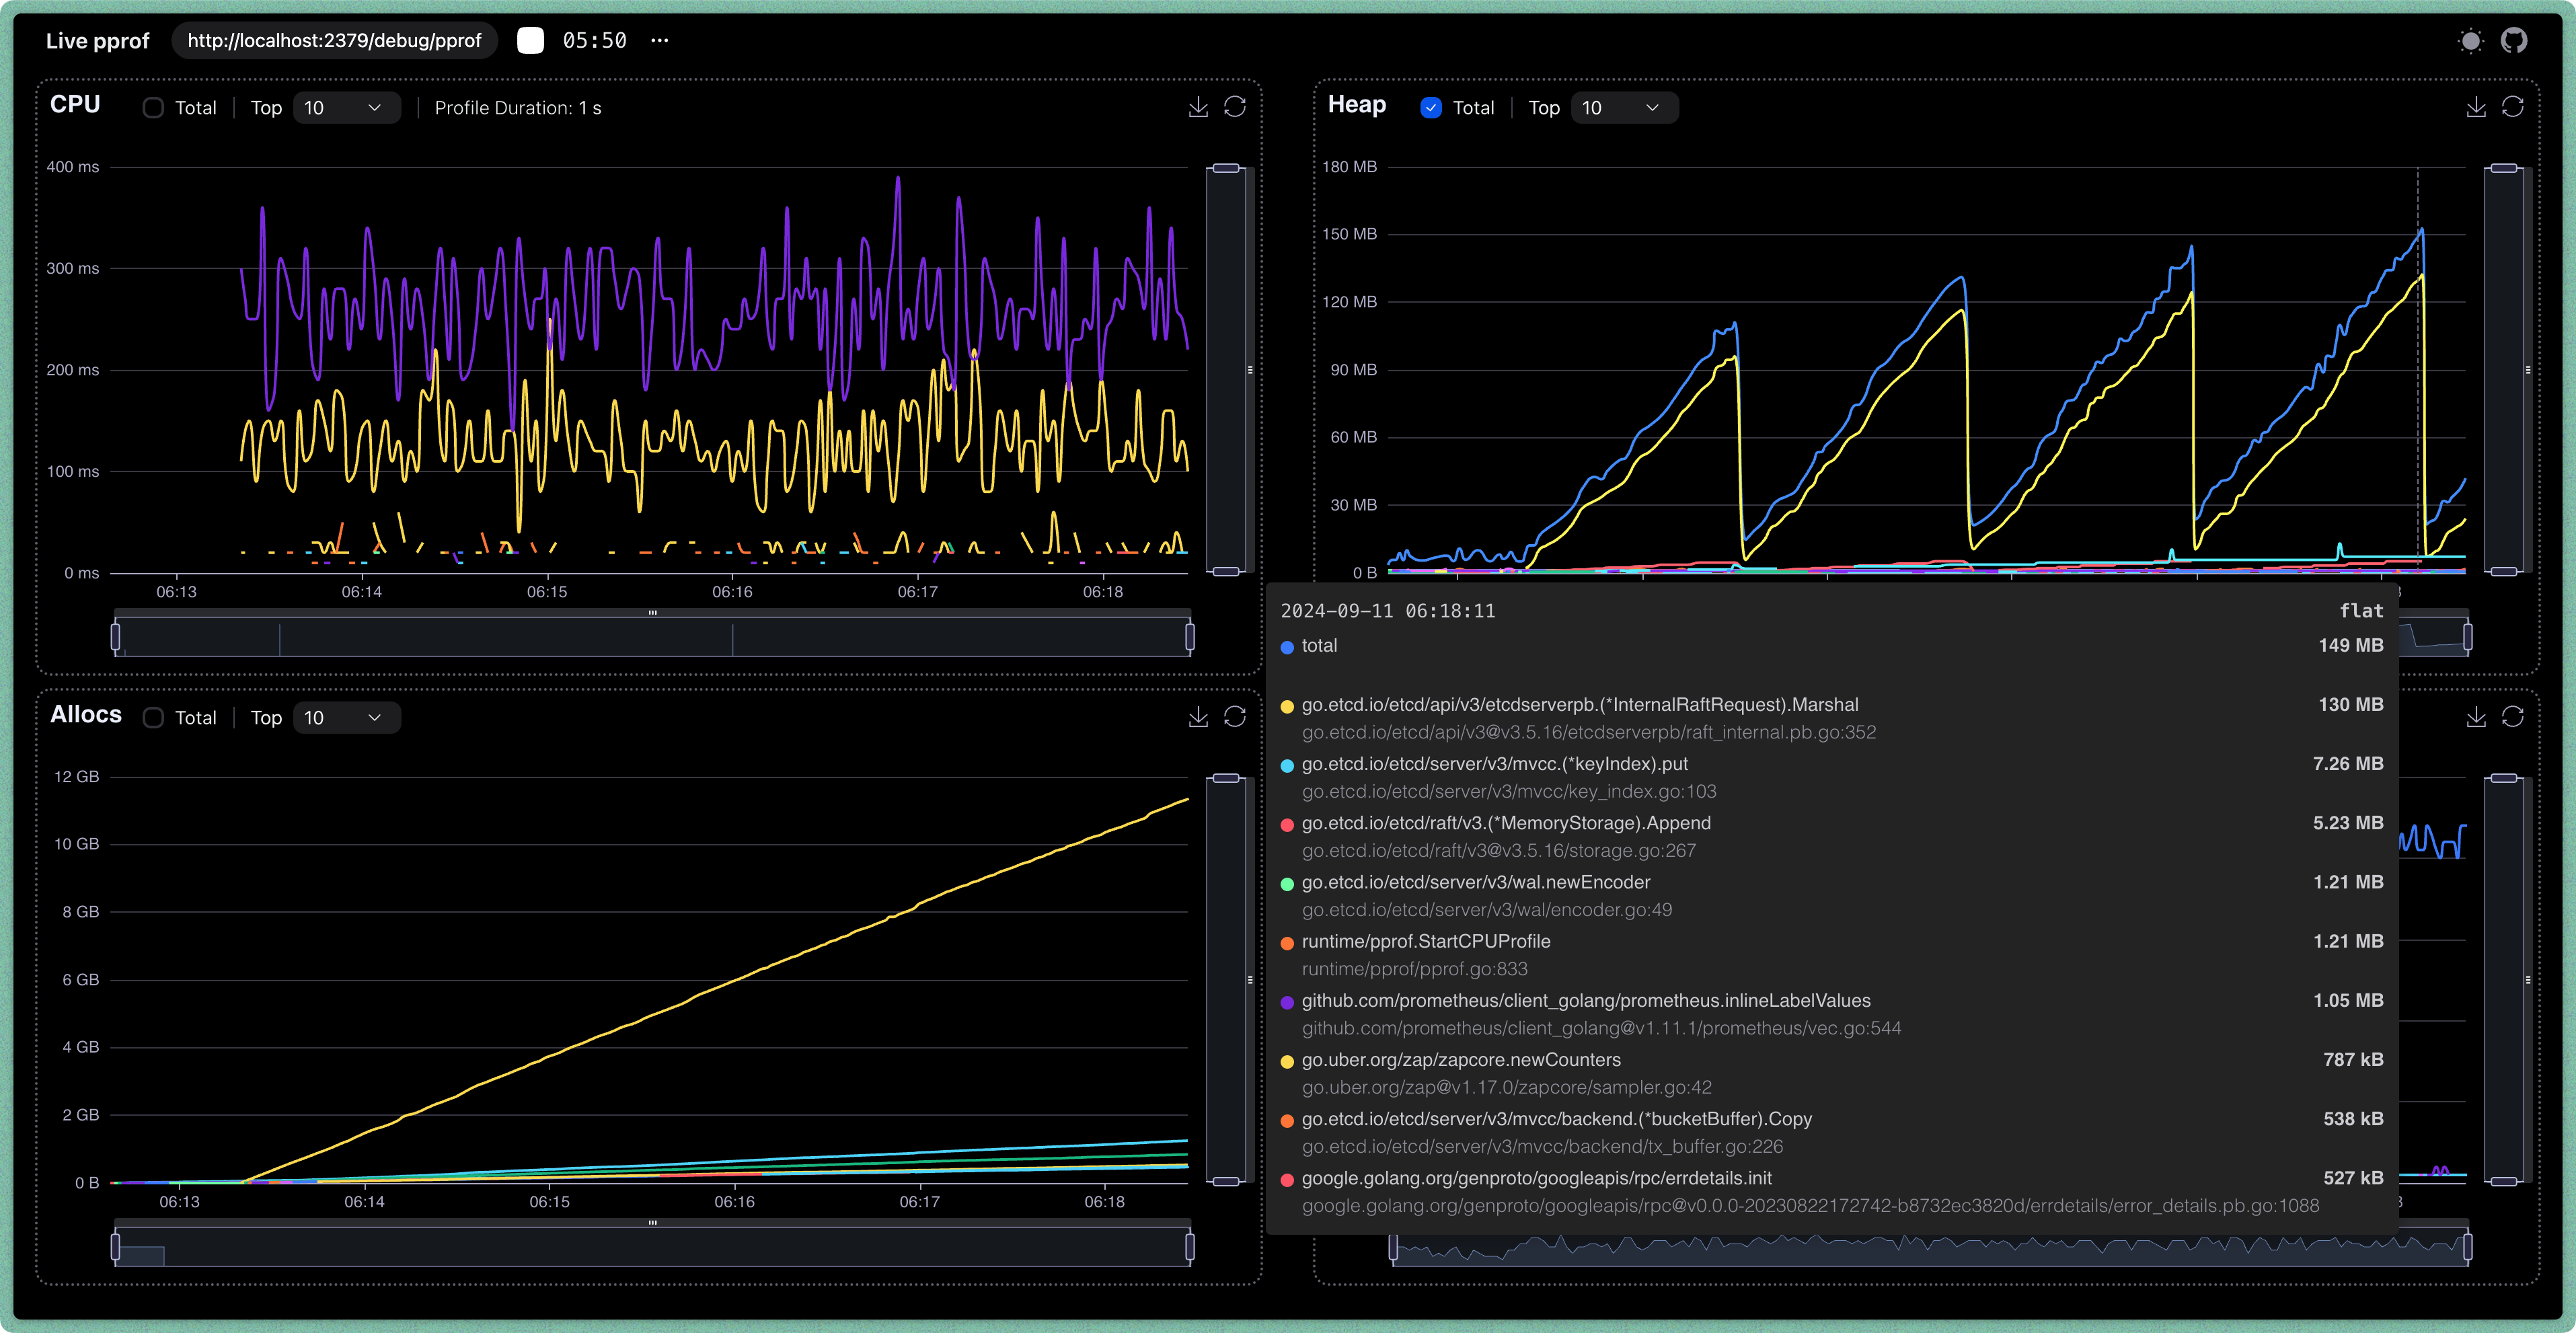 Live pprof http://localhost:2379/debug/pprof 05:50 ···
CPU Total Top 10 Profile Duration: 1 s
400 ms
300 ms
200 ms
100 ms
0 ms
06:13 06:14 06:15 06:16 06:17 06:18
Heap Total Top 10
180 MB
150 MB
120 MB
90 MB
60 MB
30 MB
0 B
Allocs Total Top 10
12 GB
10 GB
8 GB
6 GB
4 GB
2 GB
0 B
06:13 06:14 06:15 06:16 06:17 06:18
2024-09-11 06:18:11 flat
total 149 MB
go.etcd.io/etcd/api/v3/etcdserverpb.(*InternalRaftRequest).Marshal 130 MB
go.etcd.io/etcd/api/v3@v3.5.16/etcdserverpb/raft_internal.pb.go:352
go.etcd.io/etcd/server/v3/mvcc.(*keyIndex).put 7.26 MB
go.etcd.io/etcd/server/v3/mvcc/key_index.go:103
go.etcd.io/etcd/raft/v3.(*MemoryStorage).Append 5.23 MB
go.etcd.io/etcd/raft/v3@v3.5.16/storage.go:267
go.etcd.io/etcd/server/v3/wal.newEncoder 1.21 MB
go.etcd.io/etcd/server/v3/wal/encoder.go:49
runtime/pprof.StartCPUProfile 1.21 MB
runtime/pprof/pprof.go:833
github.com/prometheus/client_golang/prometheus.inlineLabelValues 1.05 MB
github.com/prometheus/client_golang@v1.11.1/prometheus/vec.go:544
go.uber.org/zap/zapcore.newCounters 787 kB
go.uber.org/zap@v1.17.0/zapcore/sampler.go:42
go.etcd.io/etcd/server/v3/mvcc/backend.(*bucketBuffer).Copy 538 kB
go.etcd.io/etcd/server/v3/mvcc/backend/tx_buffer.go:226
google.golang.org/genproto/googleapis/rpc/errdetails.init 527 kB
google.golang.org/genproto/googleapis/rpc@v0.0.0-20230822172742-b8732ec3820d/errdetails/error_details.pb.go:1088